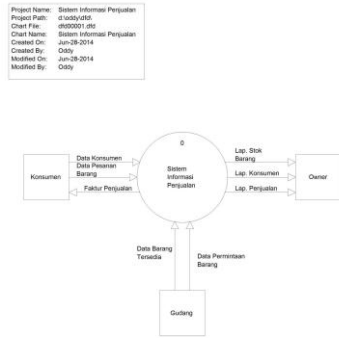 Project Name: Sistem Informasi Penjualan
Project Path: d:\oddy\dfd\
Chart File: dfd00001.dfd
Chart Name: Sistem Informasi Penjualan
Created On: Jun-28-2014
Created By: Oddy
Modified On: Jun-28-2014
Modified By: Oddy
0
Sistem
Informasi
Penjualan
Konsumen
Data Konsumen
Data Pesanan
Barang
Faktur Penjualan
Lap. Stok
Barang
Lap. Konsumen
Lap. Penjualan
Owner
Data Barang
Tersedia
Data Permintaan
Barang
Gudang